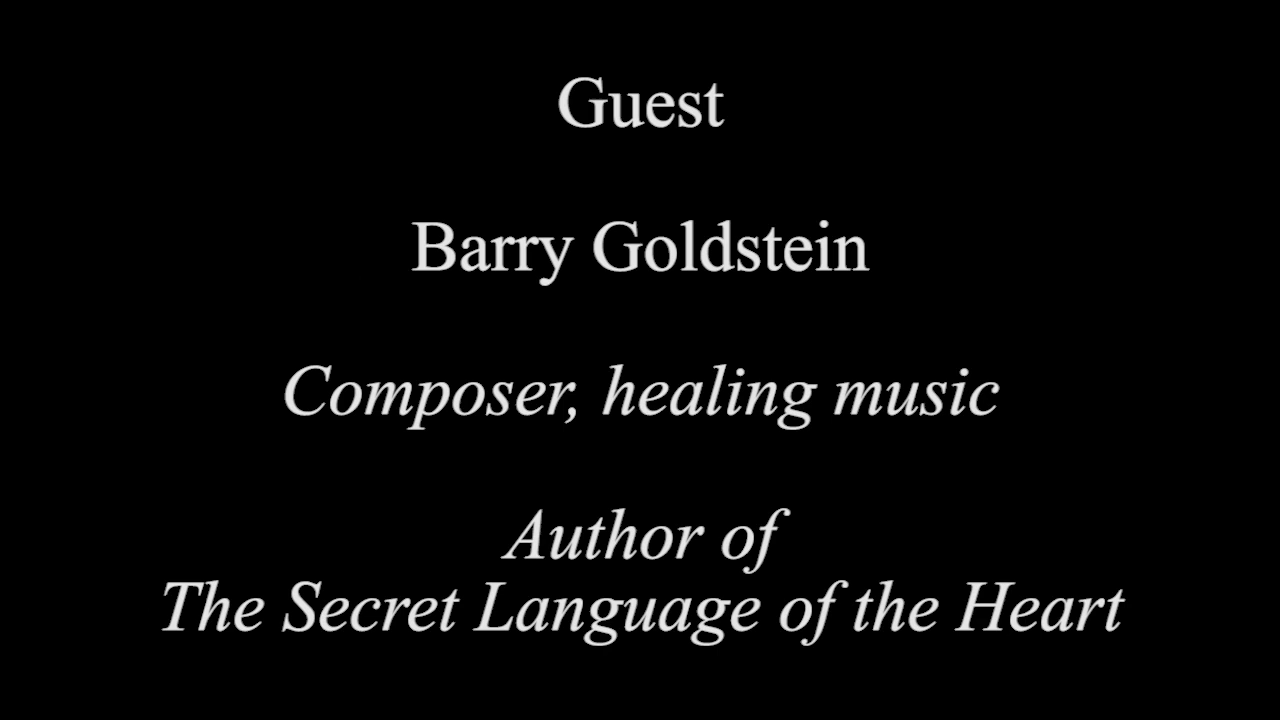 Guest
Barry Goldstein
Composer, healing music
Author of
The Secret Language of the Heart